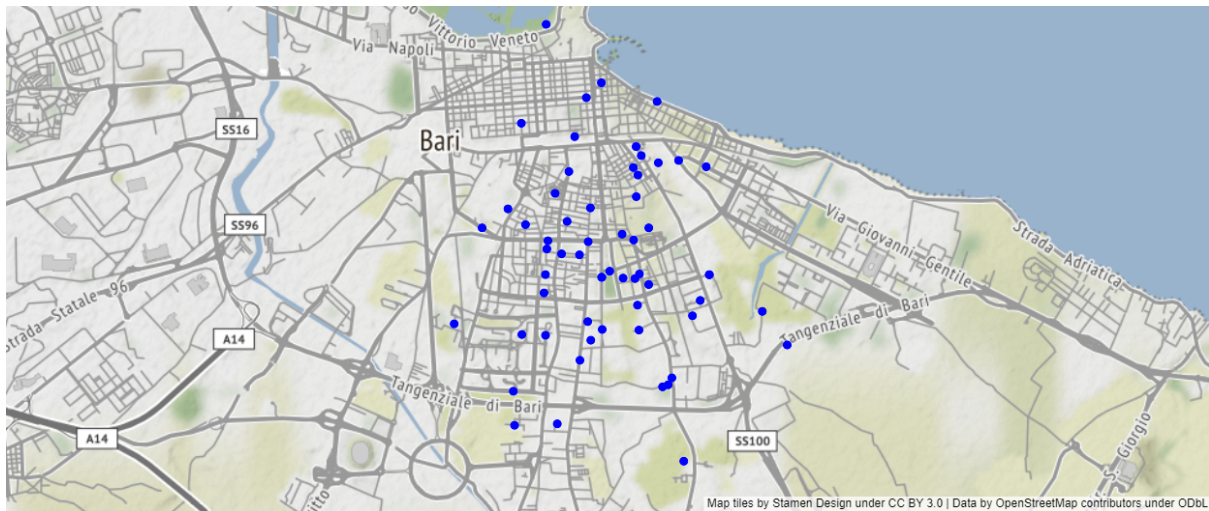 o Vittorio Veneto
Via Napoli
SS16
Bari
SS96
Via Giovanni Gentile
Strada Adriatica
Strada Statale 96
Tangenziale di Bari
A14
Tangenziale di Bari
A14
SS100
S. Giorgio
itto
Map tiles by Stamen Design under CC BY 3.0 | Data by OpenStreetMap contributors under ODbL